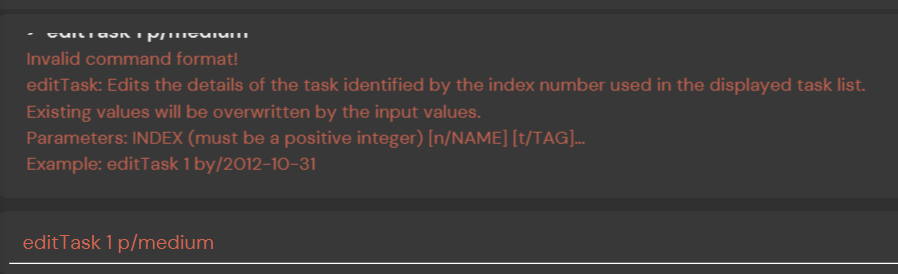 > editTask 1 p/medium
Invalid command format!
editTask: Edits the details of the task identified by the index number used in the displayed task list.
Existing values will be overwritten by the input values.
Parameters: INDEX (must be a positive integer) [n/NAME] [t/TAG]...
Example: editTask 1 by/2012-10-31
editTask 1 p/medium